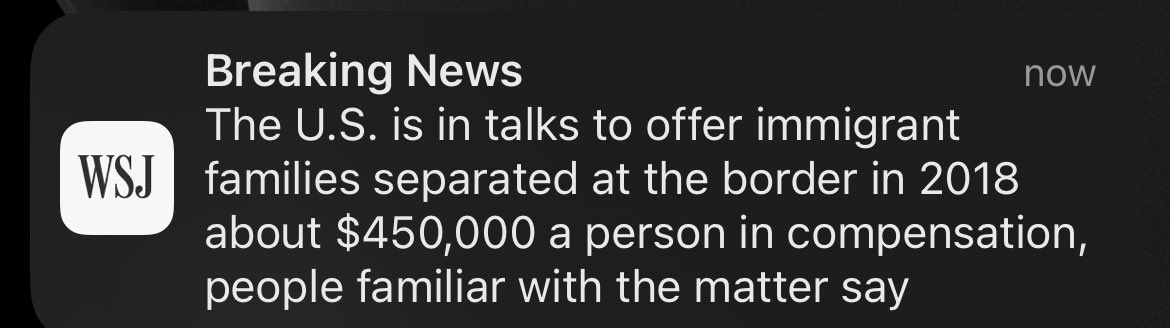 Breaking News
now
WSJ
The U.S. is in talks to offer immigrant
families separated at the border in 2018
about $450,000 a person in compensation,
people familiar with the matter say